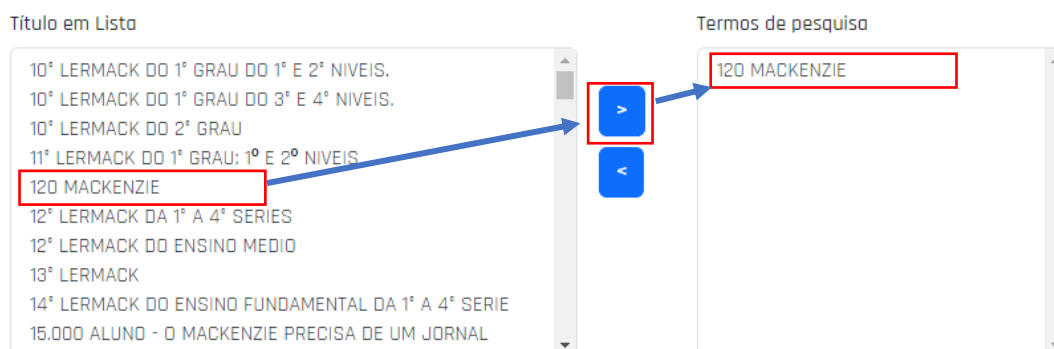 Título em Lista
Termos de pesquisa
10° LERMACK DO 1° GRAU DO 1° E 2° NIVEIS.
10° LERMACK DO 1° GRAU DO 3° E 4° NIVEIS.
10° LERMACK DO 2° GRAU
11° LERMACK DO 1° GRAU: 1º E 2º NIVEIS
120 MACKENZIE
12° LERMACK DA 1° A 4° SERIES
12° LERMACK DO ENSINO MEDIO
13° LERMACK
14° LERMACK DO ENSINO FUNDAMENTAL DA 1° A 4° SERIE
15.000 ALUNO - O MACKENZIE PRECISA DE UM JORNAL
>
<
120 MACKENZIE